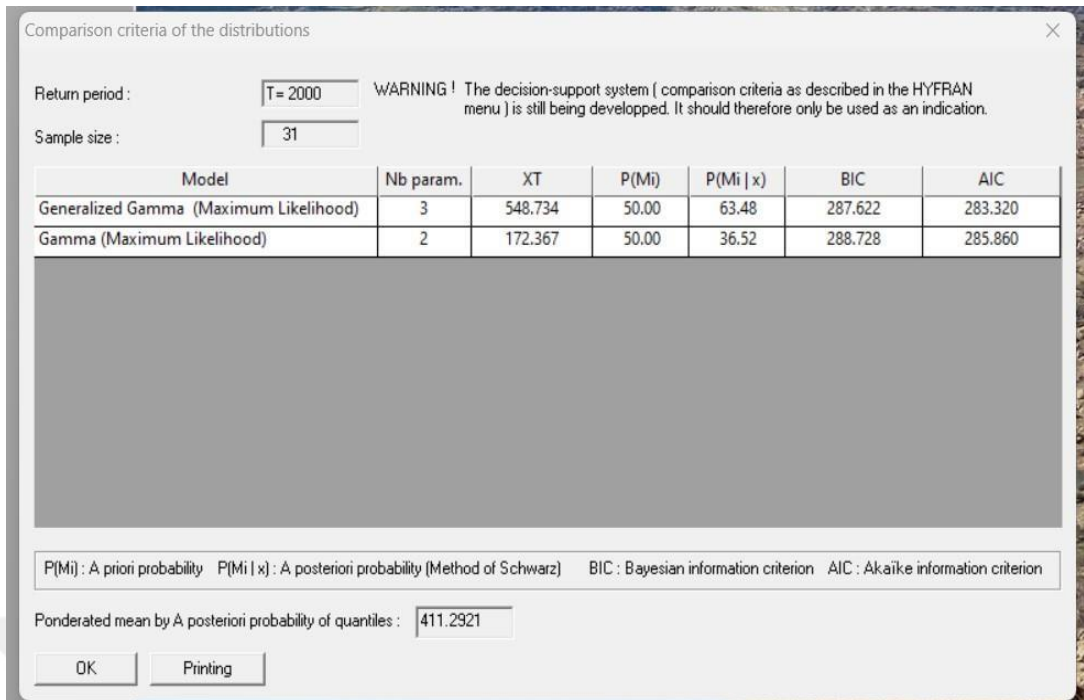 Comparison criteria of the distributions
Return period : T= 2000 WARNING ! The decision-support system ( comparison criteria as described in the HYFRAN
menu ) is still being developped. It should therefore only be used as an indication.
Sample size : 31
Model Nb param. XT P(Mi) P(Mi | x) BIC AIC
Generalized Gamma (Maximum Likelihood) 3 548.734 50.00 63.48 287.622 283.320
Gamma (Maximum Likelihood) 2 172.367 50.00 36.52 288.728 285.860
P(Mi) : A priori probability P(Mi | x) : A posteriori probability (Method of Schwarz) BIC : Bayesian information criterion AIC : Akaïke information criterion
Ponderated mean by A posteriori probability of quantiles : 411.2921
OK Printing